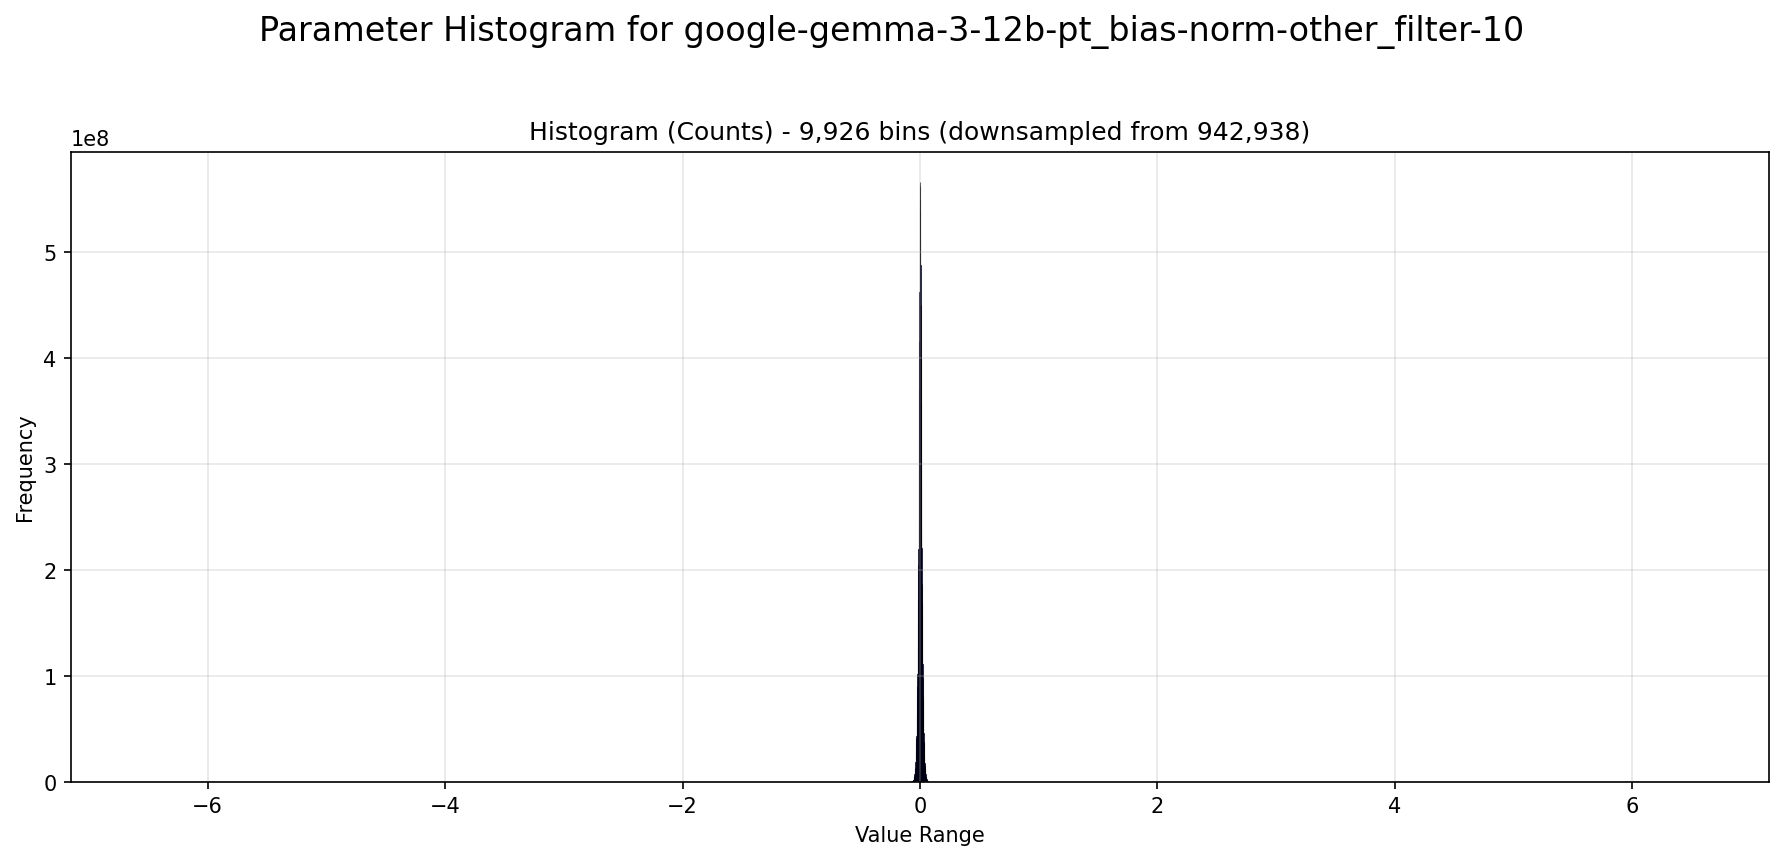 Parameter Histogram for google-gemma-3-12b-pt_bias-norm-other_filter-10
Histogram (Counts) - 9,926 bins (downsampled from 942,938)
1e8
5
4
3
2
1
0
Frequency
−6
−4
−2
0
2
4
6
Value Range